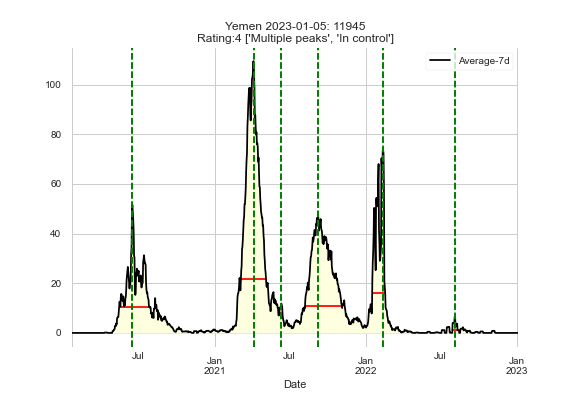 Yemen 2023-01-05: 11945
Rating:4 ['Multiple peaks', 'In control']
Average-7d
100
80
60
40
20
0
Jul
Jan
2021
Jul
Jan
2022
Jul
Jan
2023
Date